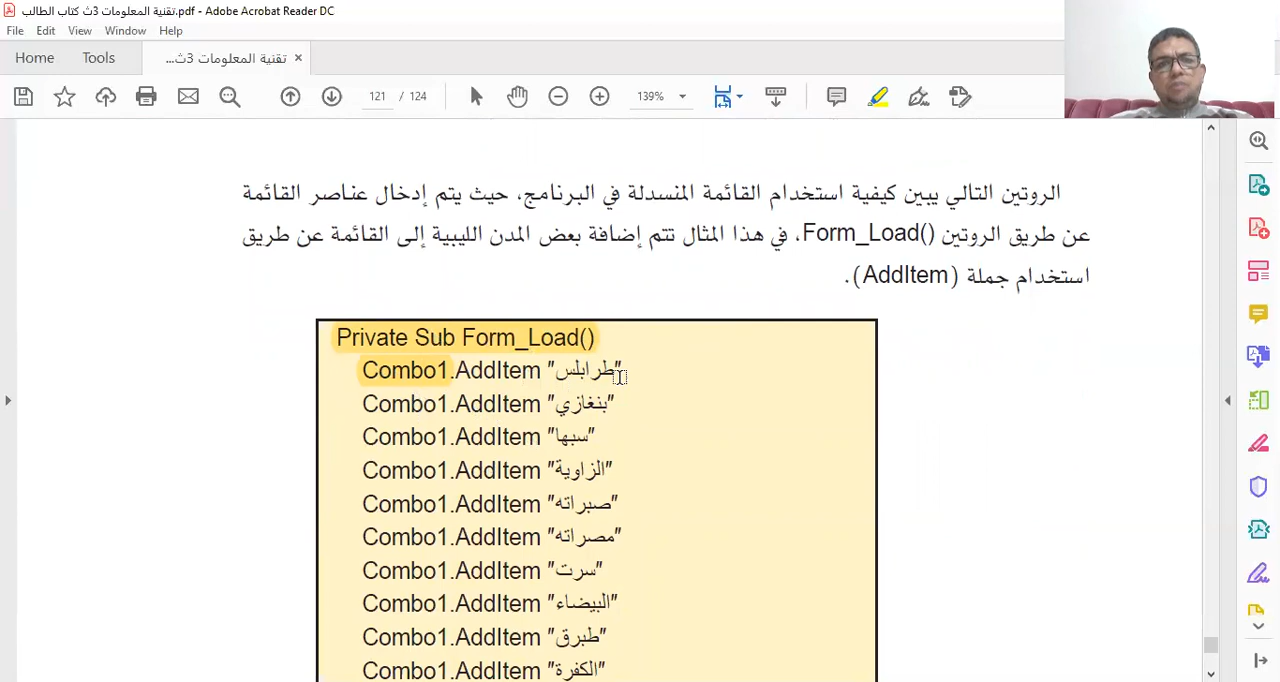 تقنية المعلومات 3ث كتاب الطالب.pdf - Adobe Acrobat Reader DC
File Edit View Window Help
Home Tools تقنية المعلومات 3ث... ×
121 / 124 139%
الروتين التالي يبين كيفية استخدام القائمة المنسدلة في البرنامج، حيث يتم إدخال عناصر القائمة
عن طريق الروتين Form_Load()، في هذا المثال تتم إضافة بعض المدن الليبية إلى القائمة عن طريق
استخدام جملة (AddItem).
Private Sub Form_Load()
Combo1.AddItem "طرابلس"
Combo1.AddItem "بنغازي"
Combo1.AddItem "سبها"
Combo1.AddItem "الزاوية"
Combo1.AddItem "صبراته"
Combo1.AddItem "مصراته"
Combo1.AddItem "سرت"
Combo1.AddItem "البيضاء"
Combo1.AddItem "طبرق"
Combo1.AddItem "الكفرة"